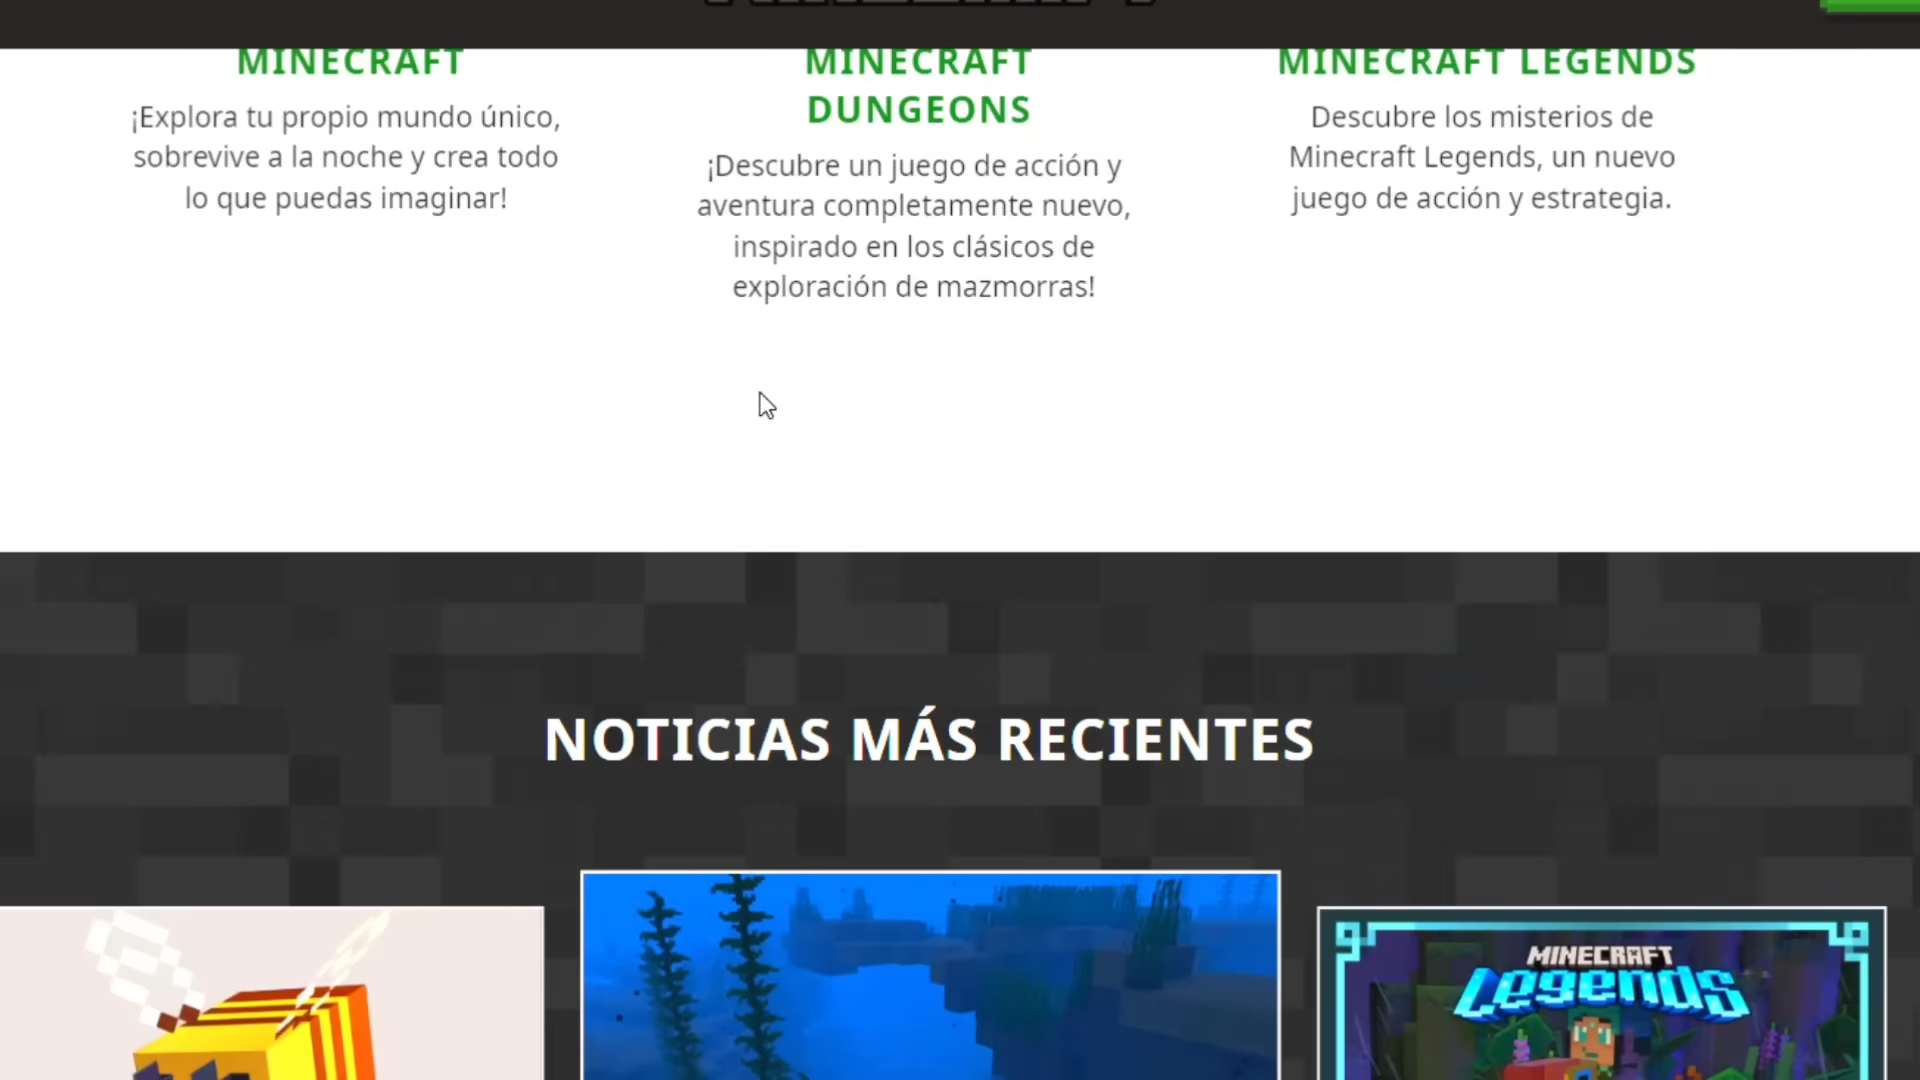 MINECRAFT
¡Explora tu propio mundo único,
sobrevive a la noche y crea todo
lo que puedas imaginar!
MINECRAFT
DUNGEONS
¡Descubre un juego de acción y
aventura completamente nuevo,
inspirado en los clásicos de
exploración de mazmorras!
MINECRAFT LEGENDS
Descubre los misterios de
Minecraft Legends, un nuevo
juego de acción y estrategia.
NOTICIAS MÁS RECIENTES
MINECRAFT
Legends